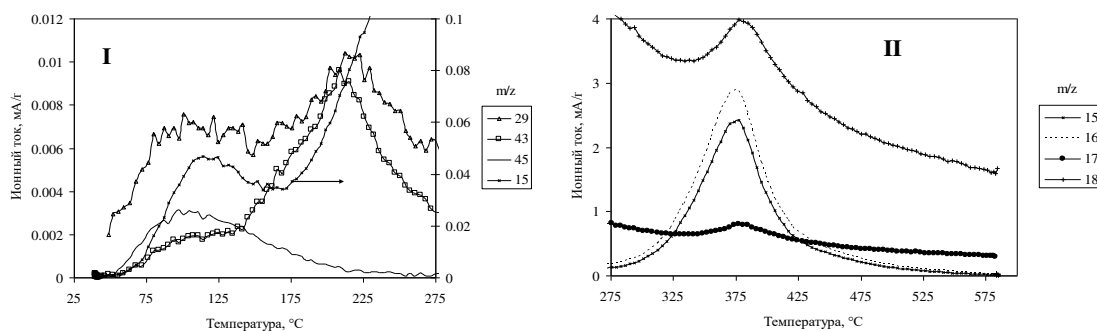 I
Ионный ток, мА/г
0.012
0.01
0.008
0.006
0.004
0.002
0
0.1
0.08
0.06
0.04
0.02
0
25 75 125 175 225 275
Температура, °С
m/z
29
43
45
15
II
Ионный ток, мА/г
4
3
2
1
0
275 325 375 425 475 525 575
Температура, °С
m/z
15
16
17
18